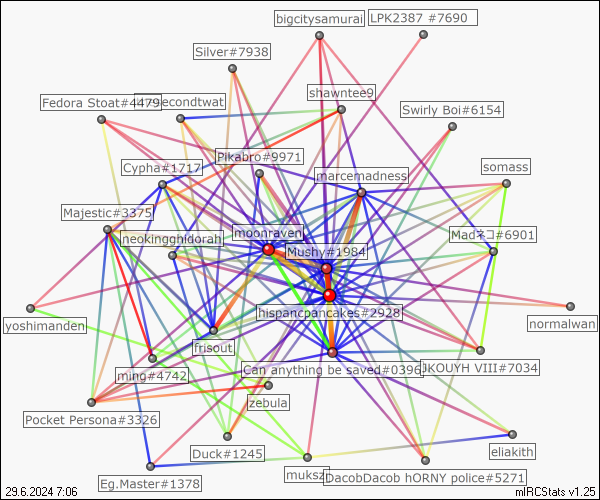 bigcitysamurai
LPK2387 #7690
Silver#7938
Fedora Stoat#4479
secondtwat
shawntee9
Swirly Boi#6154
Pikabro#9971
Cypha#1717
marcemadness
somass
Majestic#3375
moonraven
neokingghidorah
Mushy#1984
Madネコ#6901
hispancpancakes#2928
yoshimanden
normalwan
frisout
ming#4742
Can anything be saved#0396
JKOUYH VIII#7034
zebula
Pocket Persona#3326
Duck#1245
eliakith
muksz
DacobDacob hORNY police#5271
Eg.Master#1378
29.6.2024 7:06
mIRCStats v1.25